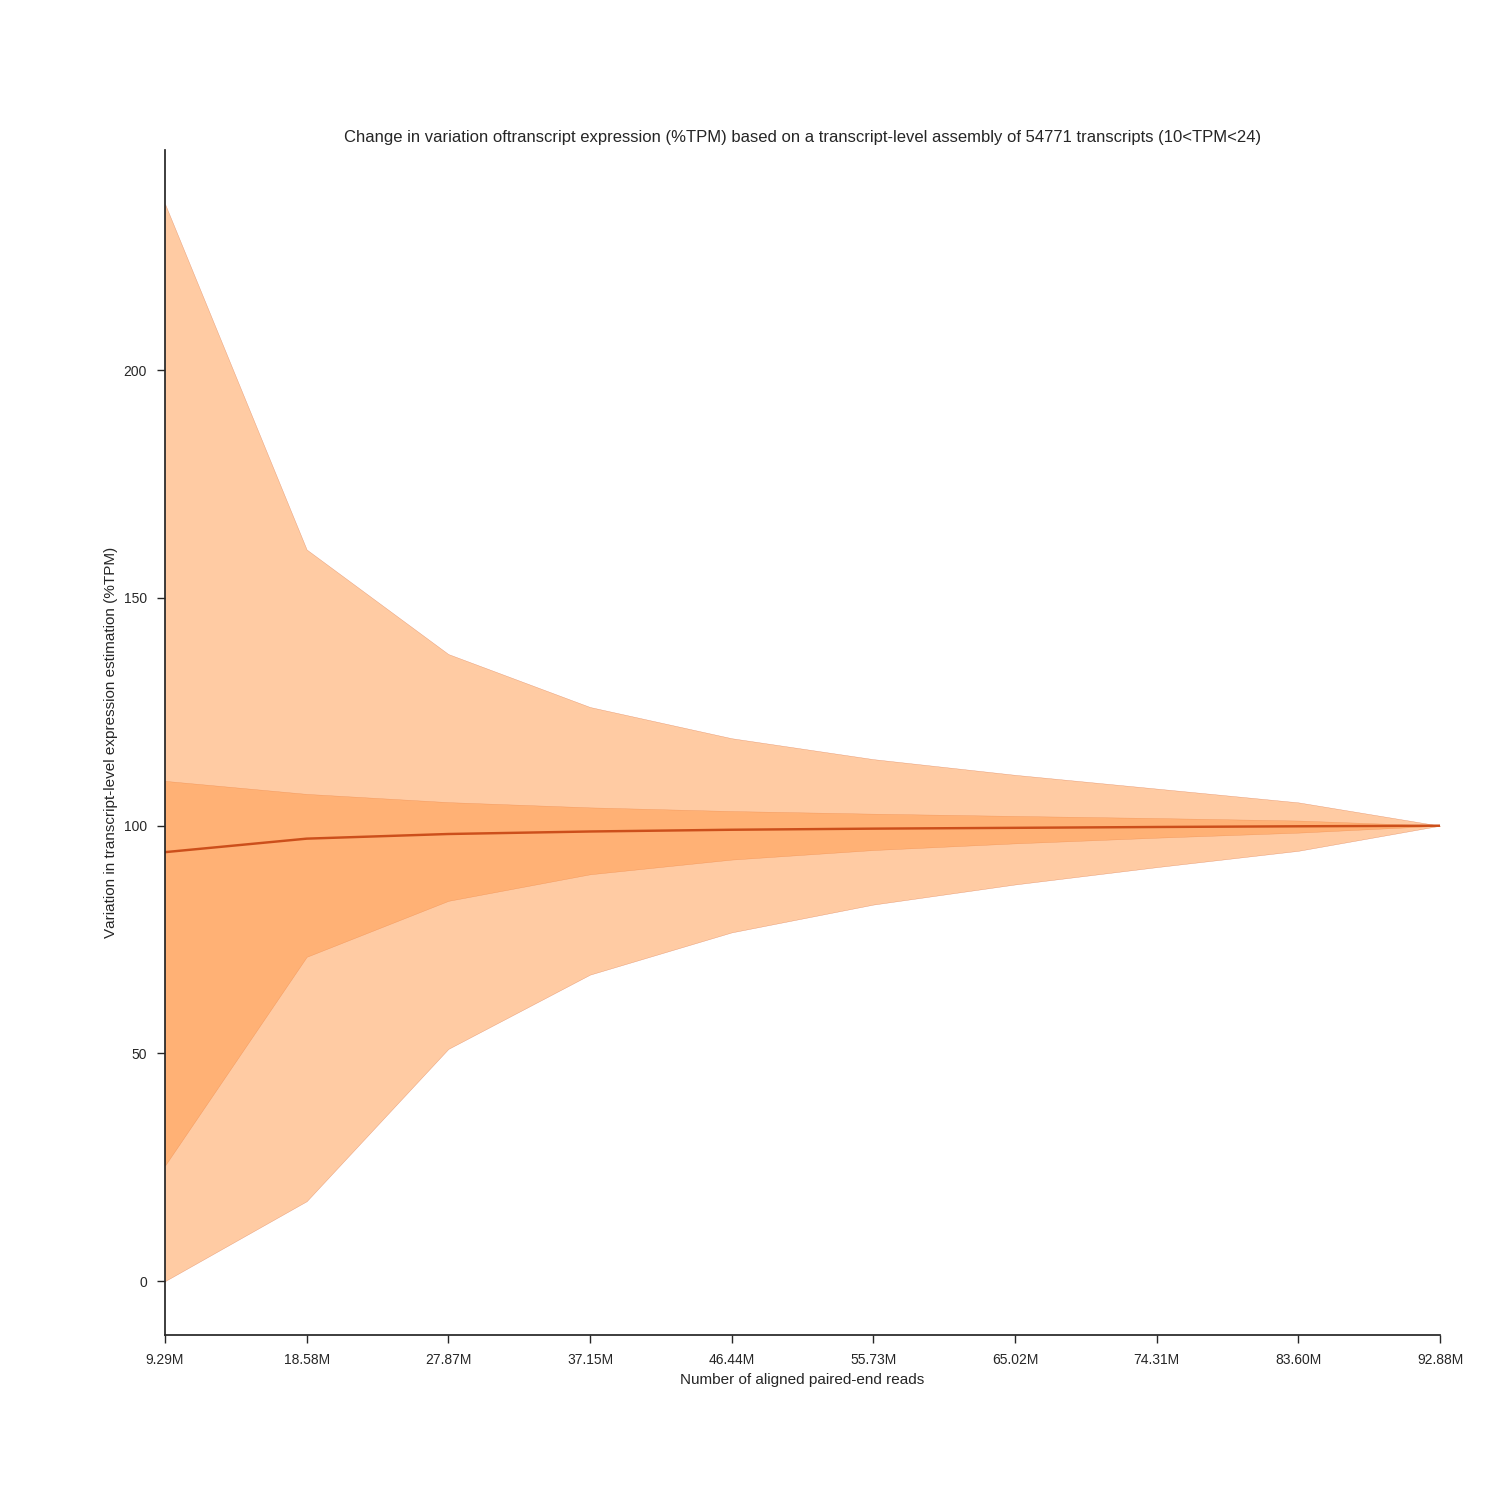 Change in variation oftranscript expression (%TPM) based on a transcript-level assembly of 54771 transcripts (10<TPM<24)
Variation in transcript-level expression estimation (%TPM)
200
150
100
50
0
9.29M 18.58M 27.87M 37.15M 46.44M 55.73M 65.02M 74.31M 83.60M 92.88M
Number of aligned paired-end reads